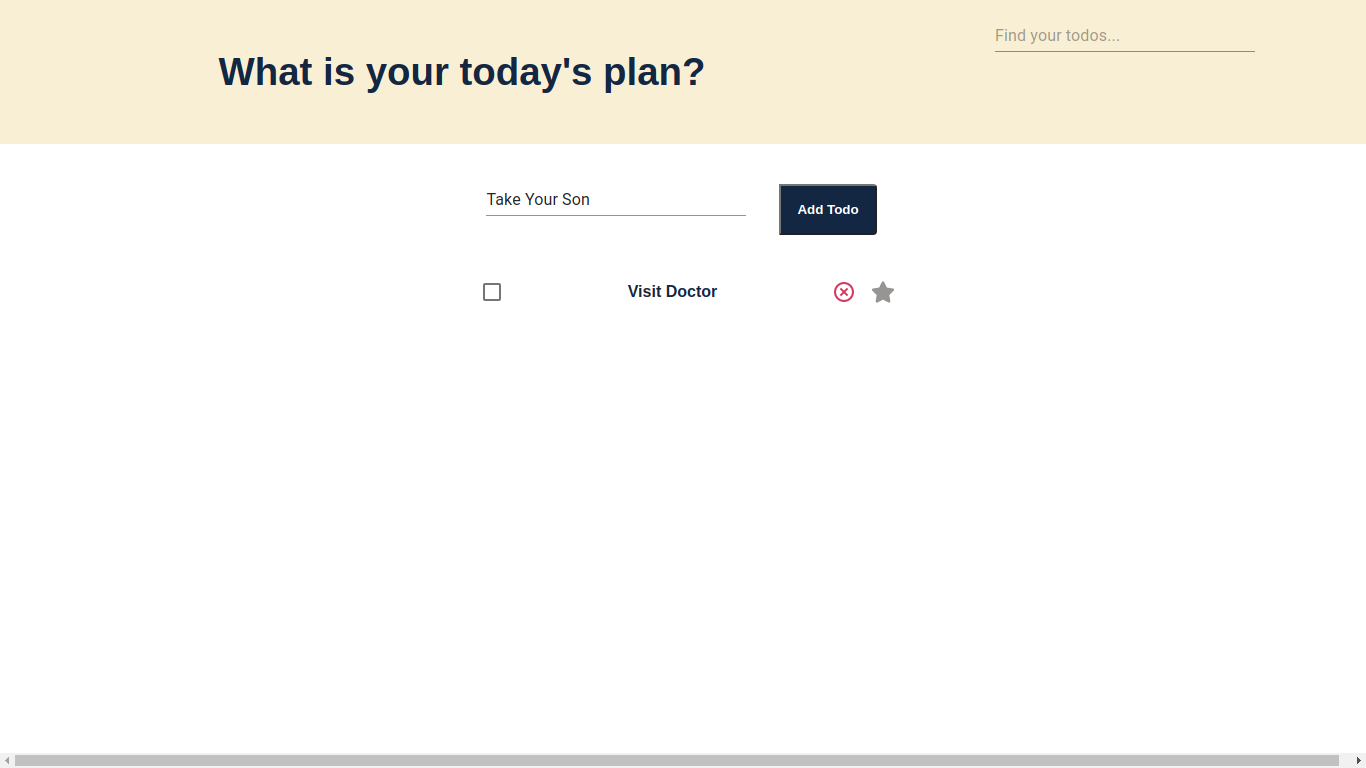 Find your todos...
What is your today's plan?
Take Your Son
Add Todo
Visit Doctor